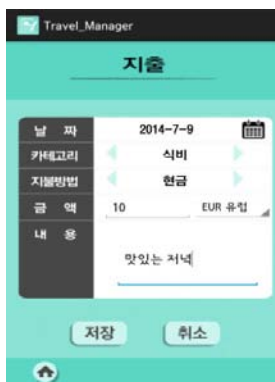 Travel_Manager
지출
날 짜 2014-7-9
카테고리 식비
지불방법 현금
금 액 10 EUR 유럽
내 용
맛있는 저녁
저장 취소